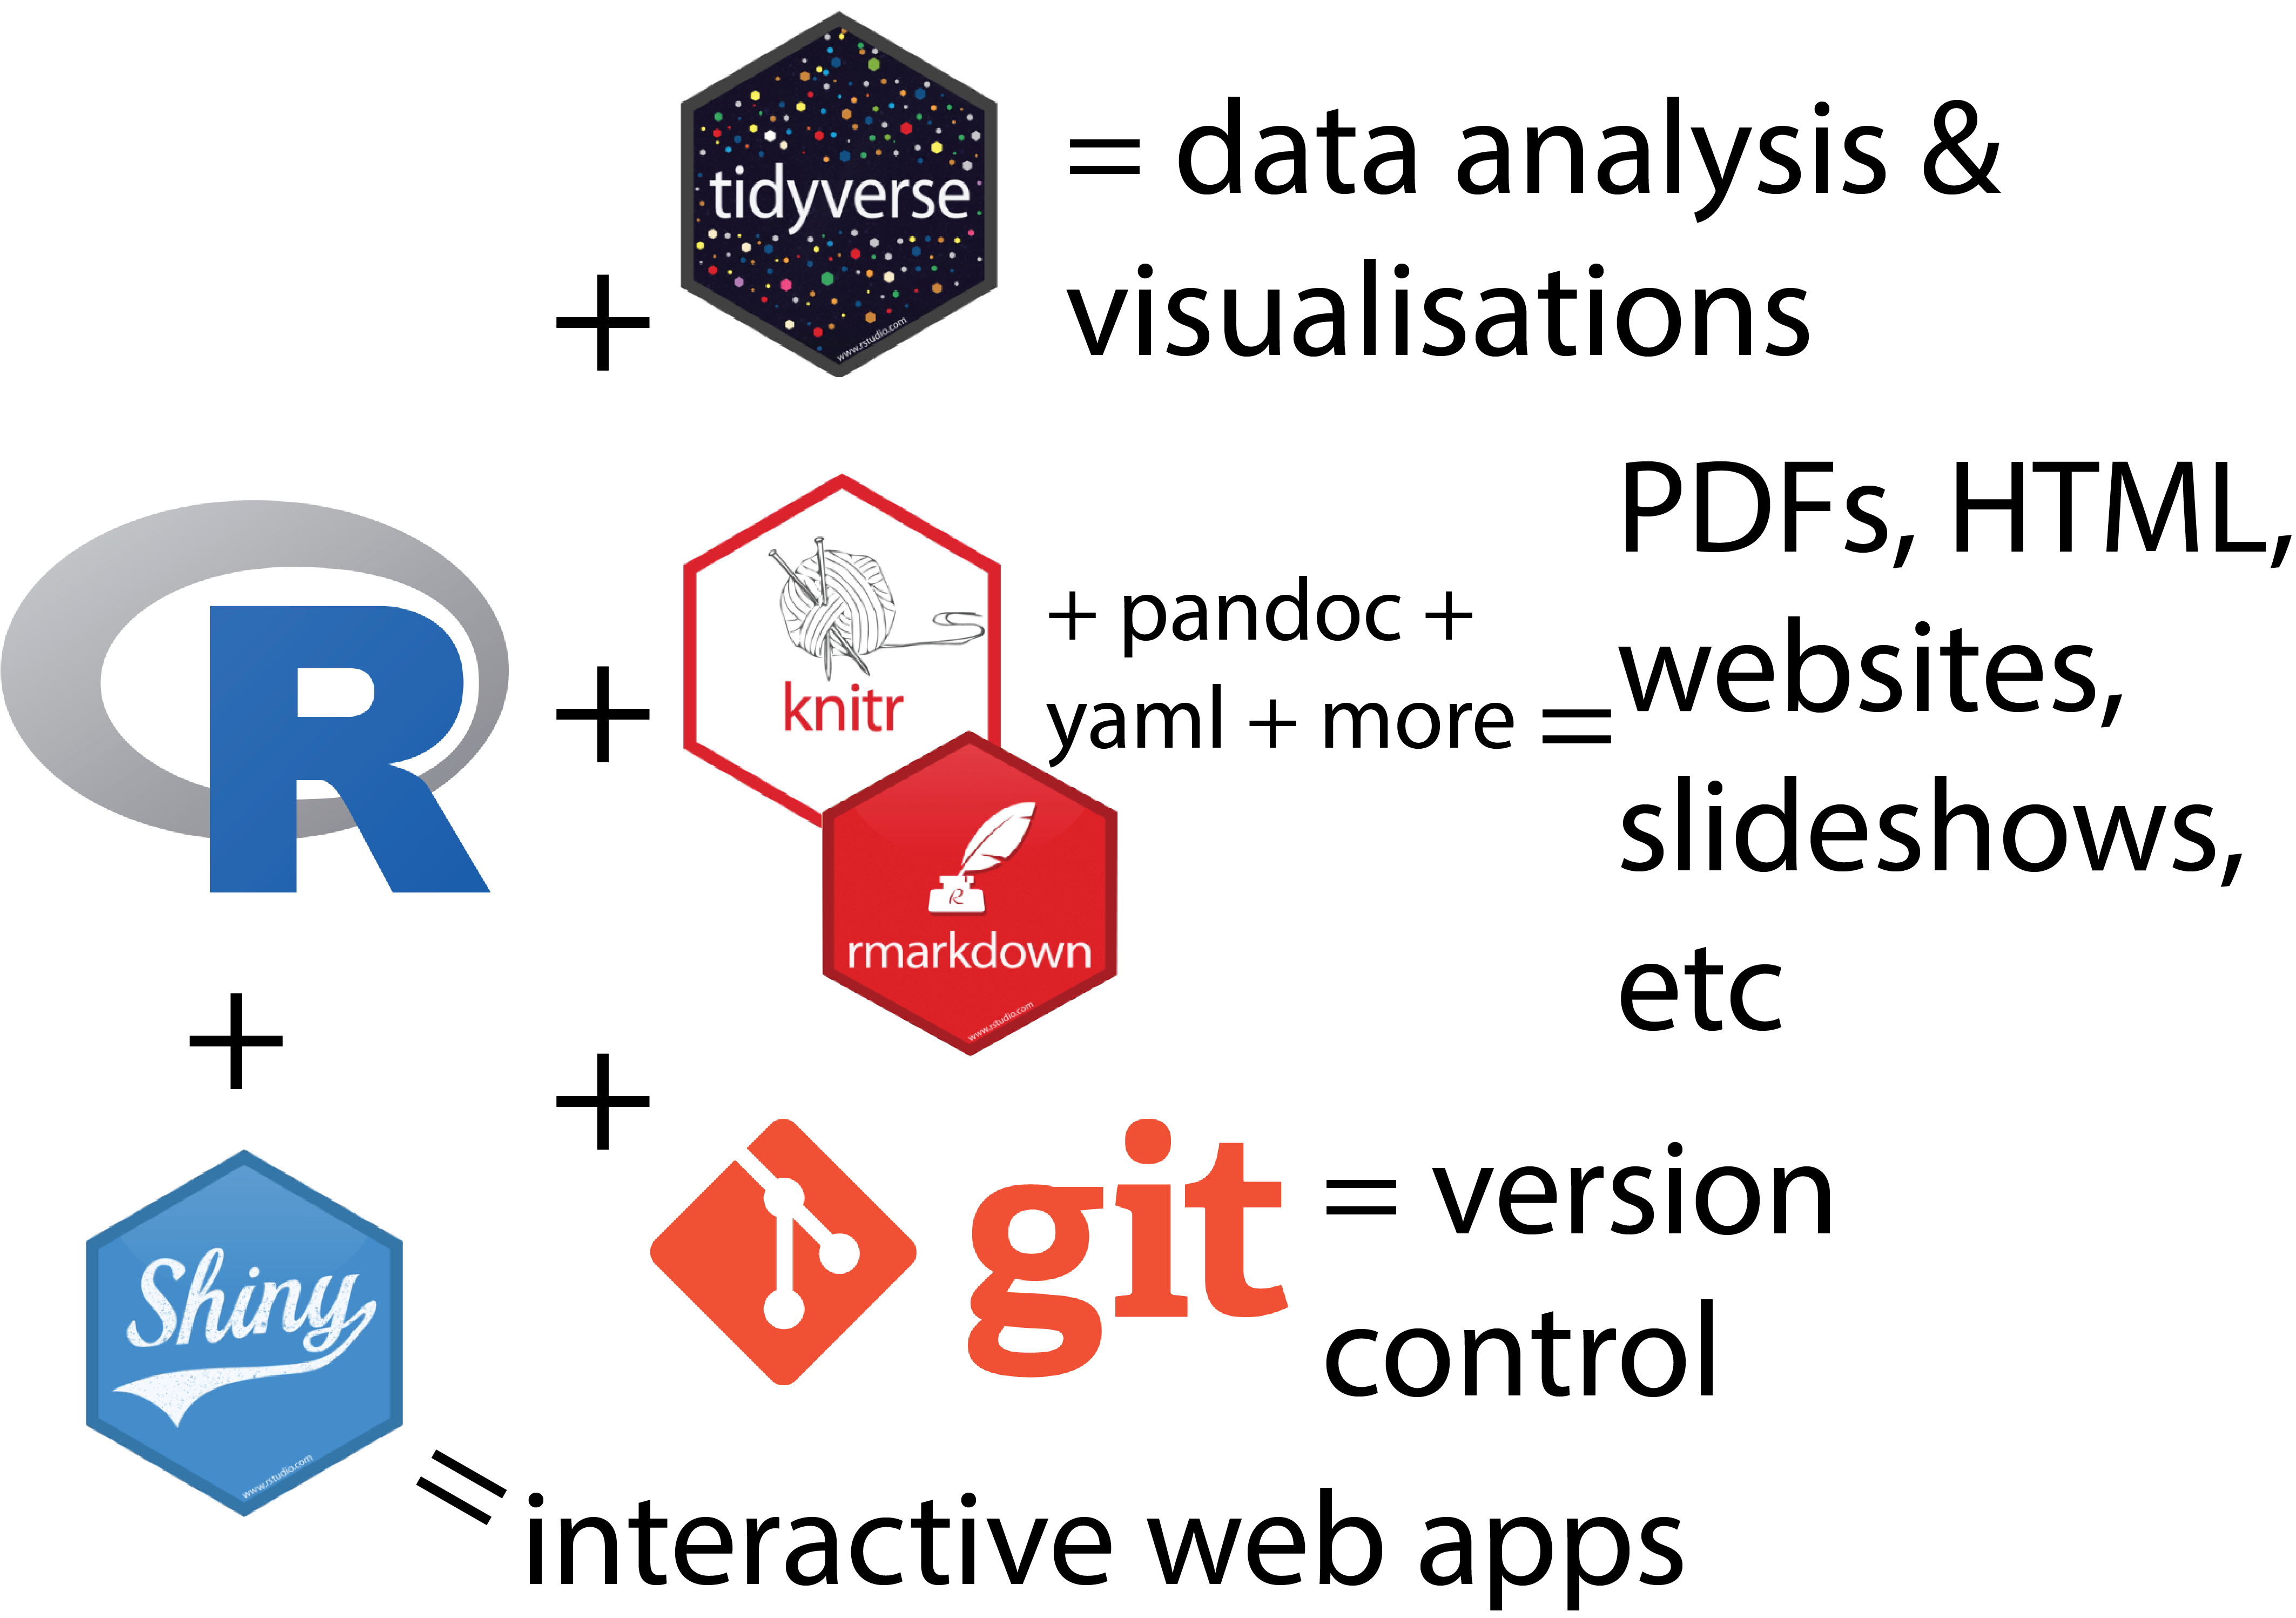 tidyverse
www.rstudio.com
+
= data analysis &
visualisations
R
+
knitr
+ pandoc +
yaml + more =
PDFs, HTML,
websites,
slideshows,
etc
R
rmarkdown
www.rstudio.com
+
+
git
= version
control
Shiny
www.rstudio.com
=
interactive web apps